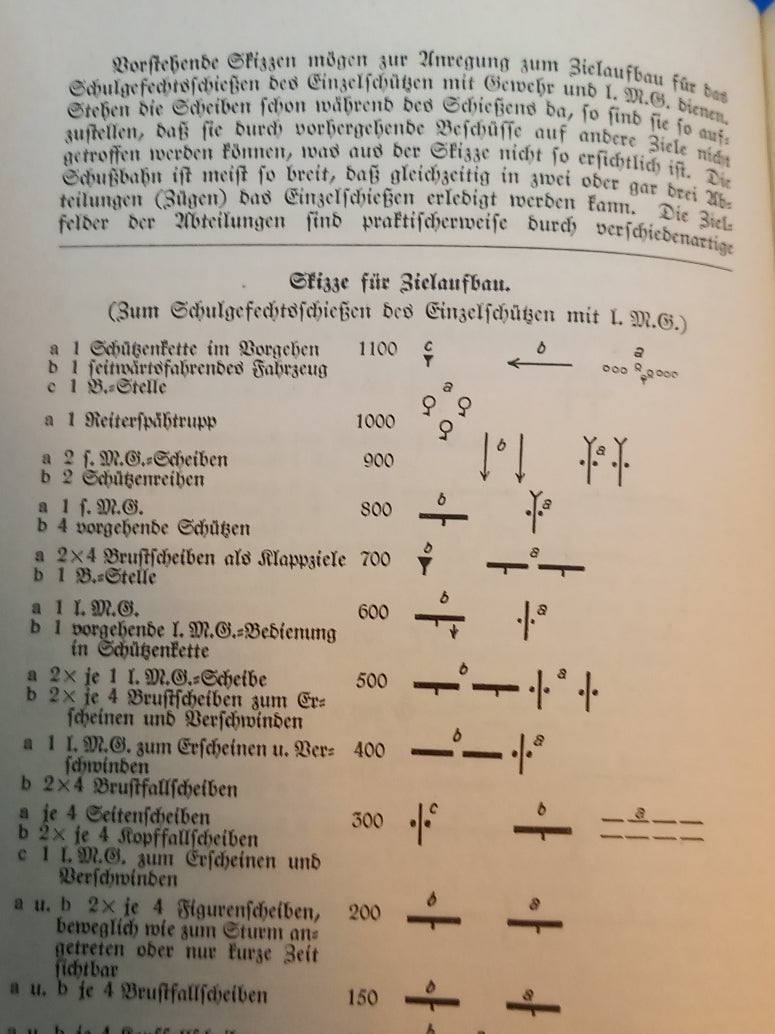 Vorstehende Skizzen mögen zur Anregung zum Zielaufbau für das
Schulgefechtsschießen des Einzelschützen mit Gewehr und l. M.G. dienen.
Stehen die Scheiben schon während des Schießens da, so sind sie so auf-
zustellen, daß sie durch vorhergehende Beschüsse auf andere Ziele nicht
getroffen werden können, was aus der Skizze nicht so ersichtlich ist. Die
Schußbahn ist meist so breit, daß gleichzeitig in zwei oder gar drei Ab-
teilungen (Zügen) das Einzelschießen erledigt werden kann. Die Ziel-
felder der Abteilungen sind praktischerweise durch verschiedenartige
Skizze für Zielaufbau.
(Zum Schulgefechtsschießen des Einzelschützen mit l. M.G.)
a 1 Schützenkette im Vorgehen 1100 c b a
b 1 seitwärtsfahrendes Fahrzeug
c 1 B.-Stelle
a 1 Reiterspähtrupp 1000 a
a 2 s. M.G.-Scheiben 900 b a
b 2 Schützenreihen
a 1 s. M.G. 800 b a
b 4 vorgehende Schützen
a 2×4 Brustscheiben als Klappziele 700 b a
b 1 B.-Stelle
a 1 l. M.G. 600 b a
b 1 vorgehende l. M.G.-Bedienung
in Schützenkette
a 2× je 1 l. M.G.-Scheibe 500 b a
b 2× je 4 Brustscheiben zum Er-
scheinen und Verschwinden
a 1 l. M.G. zum Erscheinen u. Ver- 400 b a
schwinden
b 2×4 Brustfallscheiben
a je 4 Seitenscheiben 300 c b a
b 2× je 4 Kopffallscheiben
c 1 l. M.G. zum Erscheinen und
Verschwinden
a u. b 2× je 4 Figurenscheiben, 200 b a
beweglich wie zum Sturm an-
getreten oder nur kurze Zeit
sichtbar
a u. b je 4 Brustfallscheiben 150 b a